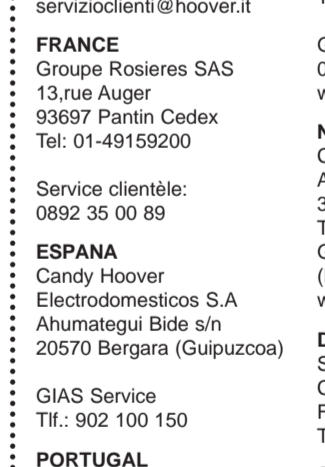 servizioclienti@hoover.it
FRANCE
Groupe Rosieres SAS
13,rue Auger
93697 Pantin Cedex
Tel: 01-49159200
Service clientèle:
0892 35 00 89
ESPANA
Candy Hoover
Electrodomesticos S.A
Ahumategui Bide s/n
20570 Bergara (Guipuzcoa)
GIAS Service
Tlf.: 902 100 150
PORTUGAL